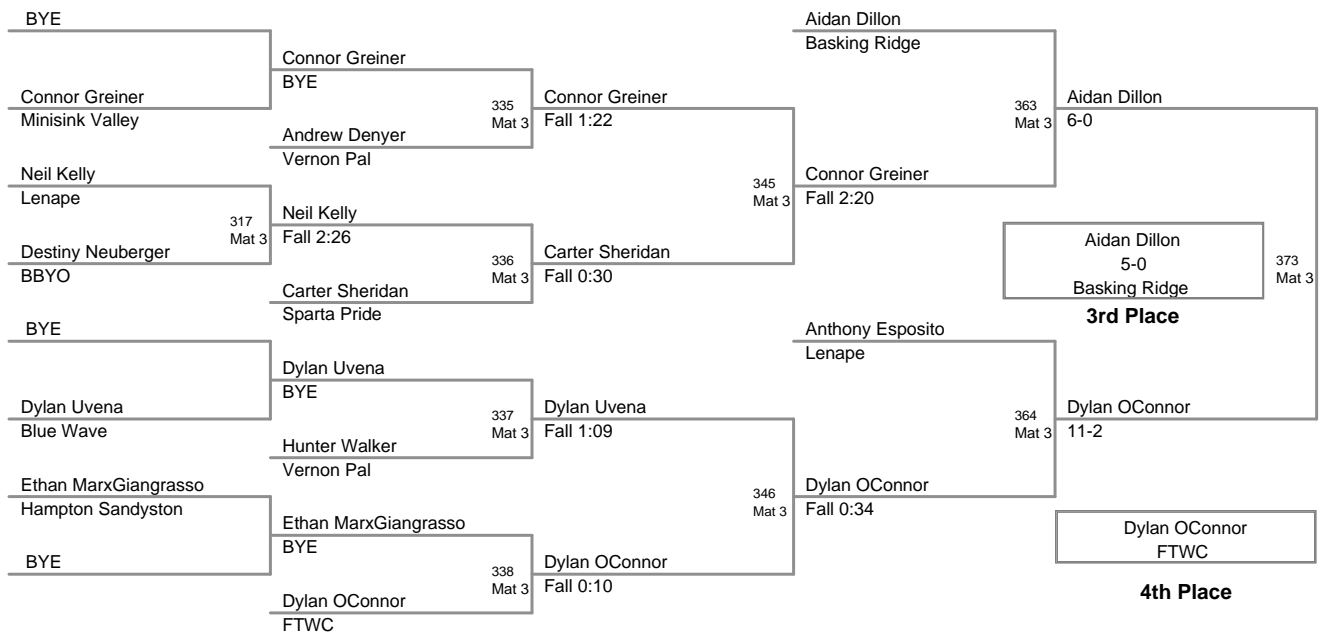 BYE
Connor Greiner
Minisink Valley
Neil Kelly
Lenape
Destiny Neuberger
BBYO
BYE
Dylan Uvena
Blue Wave
Ethan MarxGiangrasso
Hampton Sandyston
BYE
Connor Greiner
BYE
Andrew Denyer
Vernon Pal
317
Mat 3
Neil Kelly
Fall 2:26
Carter Sheridan
Sparta Pride
Dylan Uvena
BYE
Hunter Walker
Vernon Pal
Ethan MarxGiangrasso
BYE
Dylan OConnor
FTWC
335
Mat 3
Connor Greiner
Fall 1:22
336
Mat 3
Carter Sheridan
Fall 0:30
337
Mat 3
Dylan Uvena
Fall 1:09
338
Mat 3
Dylan OConnor
Fall 0:10
Aidan Dillon
Basking Ridge
345
Mat 3
Connor Greiner
Fall 2:20
Anthony Esposito
Lenape
346
Mat 3
Dylan OConnor
Fall 0:34
363
Mat 3
Aidan Dillon
6-0
364
Mat 3
Dylan OConnor
11-2
Aidan Dillon
5-0
Basking Ridge
373
Mat 3
3rd Place
Dylan OConnor
FTWC
4th Place